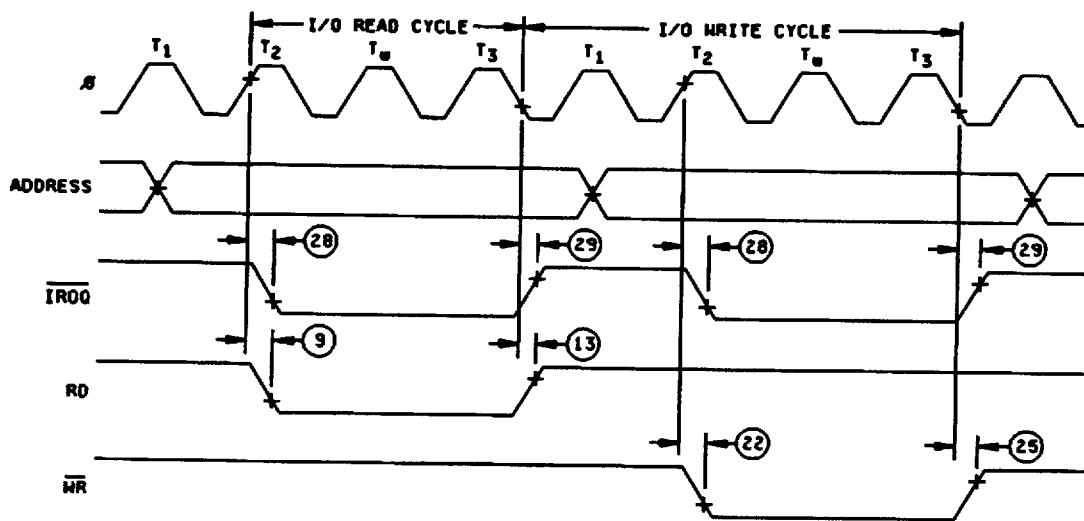 I/O READ CYCLE I/O WRITE CYCLE
T1 T2 Tw T3 T1 T2 Tw T3
ø
ADDRESS
28 29 28 29
IROQ
9 13
RD
22 25
WR